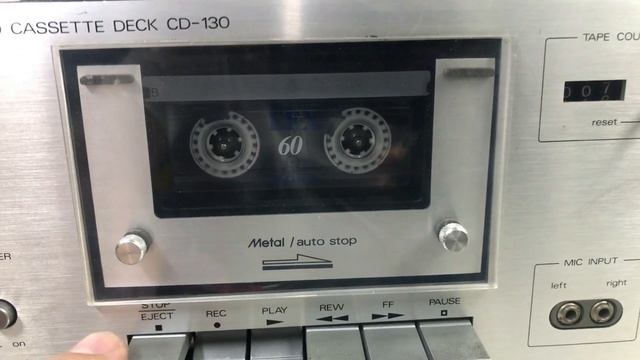 CASSETTE DECK CD-130
TAPE COU
reset
B
60
Metal / auto stop
MIC INPUT
left right
ER
on
STOP
EJECT
REC
PLAY
REW
FF
PAUSE